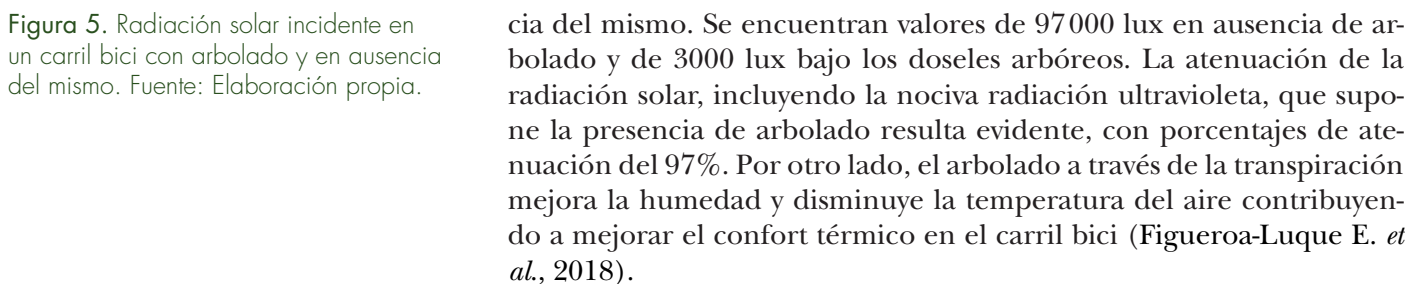 Figura 5. Radiación solar incidente en
un carril bici con arbolado y en ausencia
del mismo. Fuente: Elaboración propia.
cia del mismo. Se encuentran valores de 97000 lux en ausencia de ar-
bolado y de 3000 lux bajo los doseles arbóreos. La atenuación de la
radiación solar, incluyendo la nociva radiación ultravioleta, que supo-
ne la presencia de arbolado resulta evidente, con porcentajes de ate-
nuación del 97%. Por otro lado, el arbolado a través de la transpiración
mejora la humedad y disminuye la temperatura del aire contribuyen-
do a mejorar el confort térmico en el carril bici (Figueroa-Luque E. et
al., 2018).